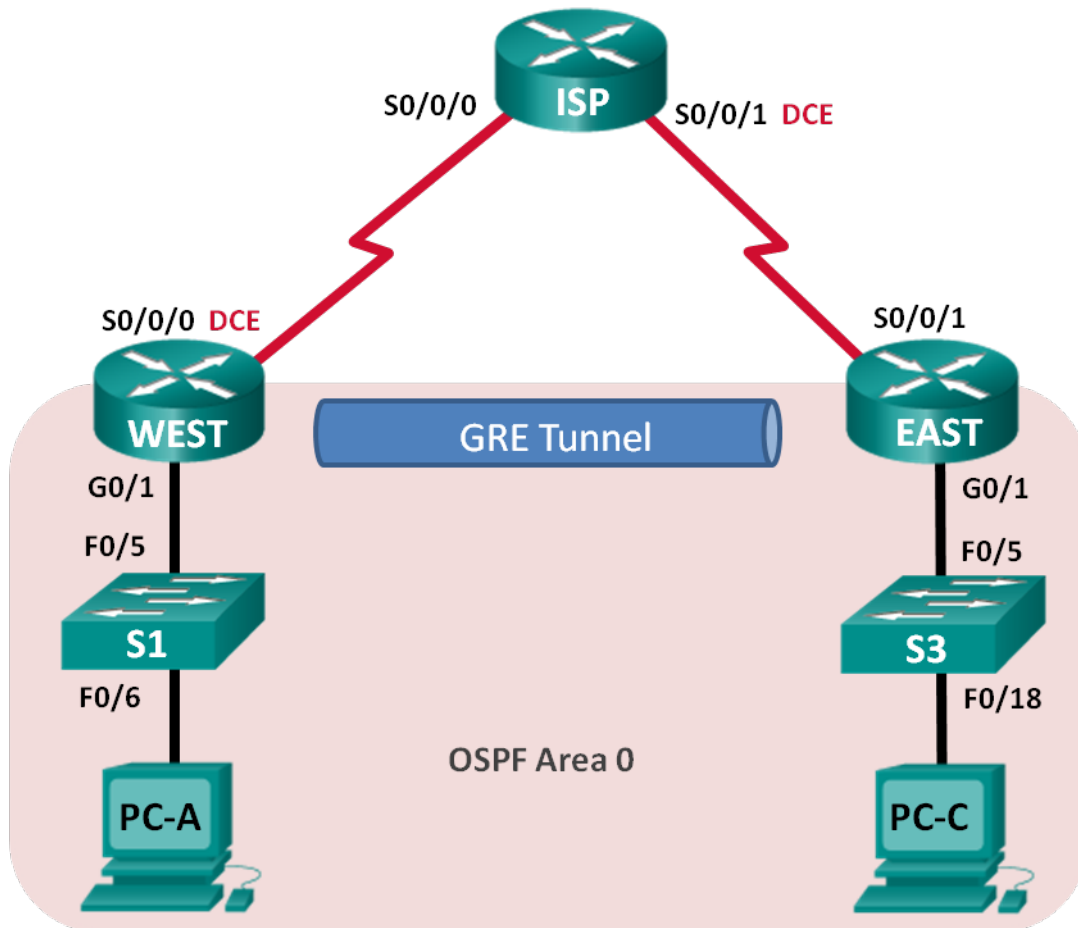 ISP
S0/0/0
S0/0/1 DCE
S0/0/0 DCE
S0/0/1
WEST
GRE Tunnel
EAST
G0/1
G0/1
F0/5
F0/5
S1
S3
F0/6
F0/18
OSPF Area 0
PC-A
PC-C